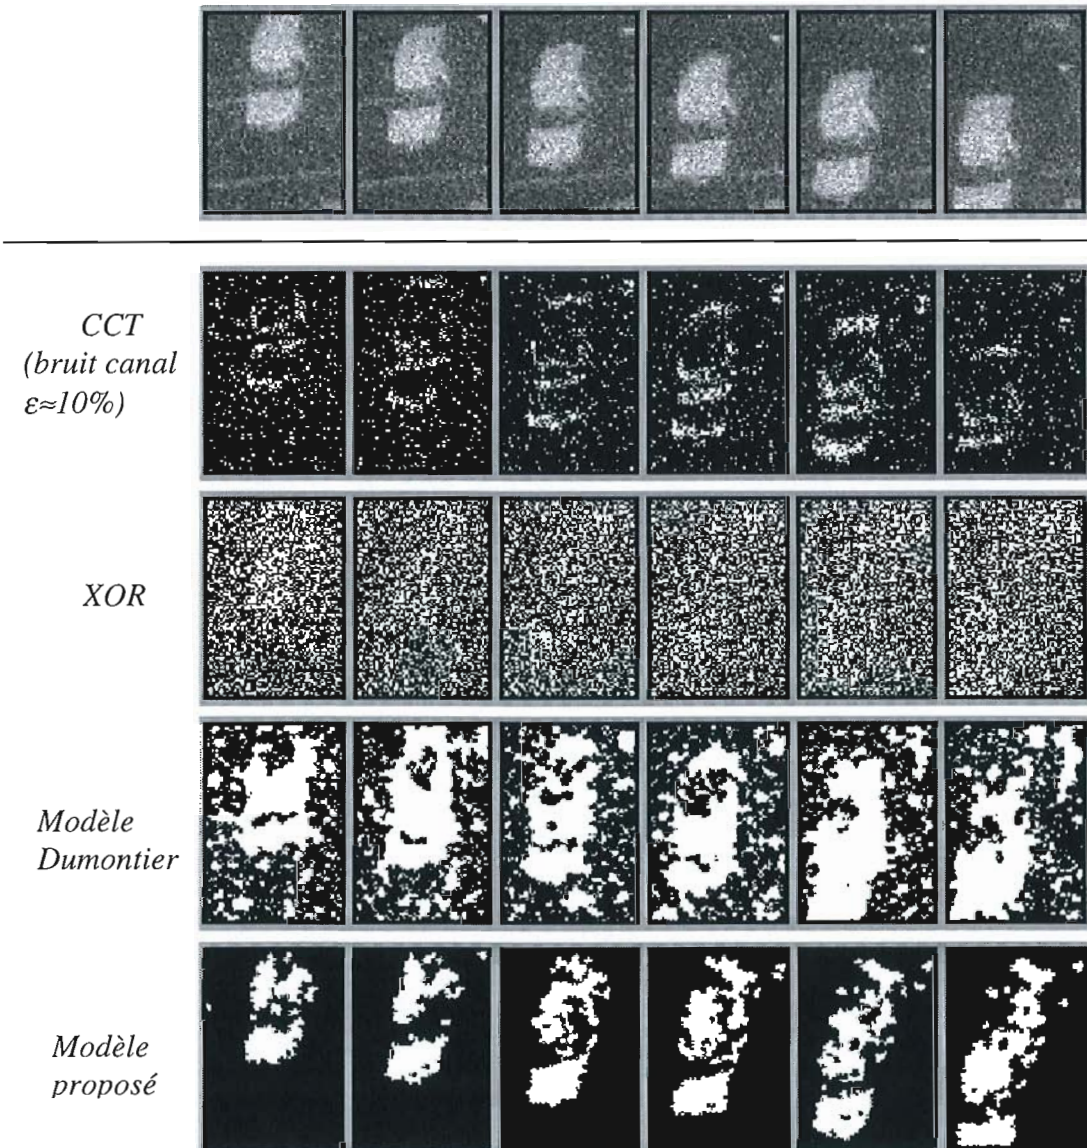 CCT
(bruit canal
ε≈10%)
XOR
Modèle
Dumontier
Modèle
proposé